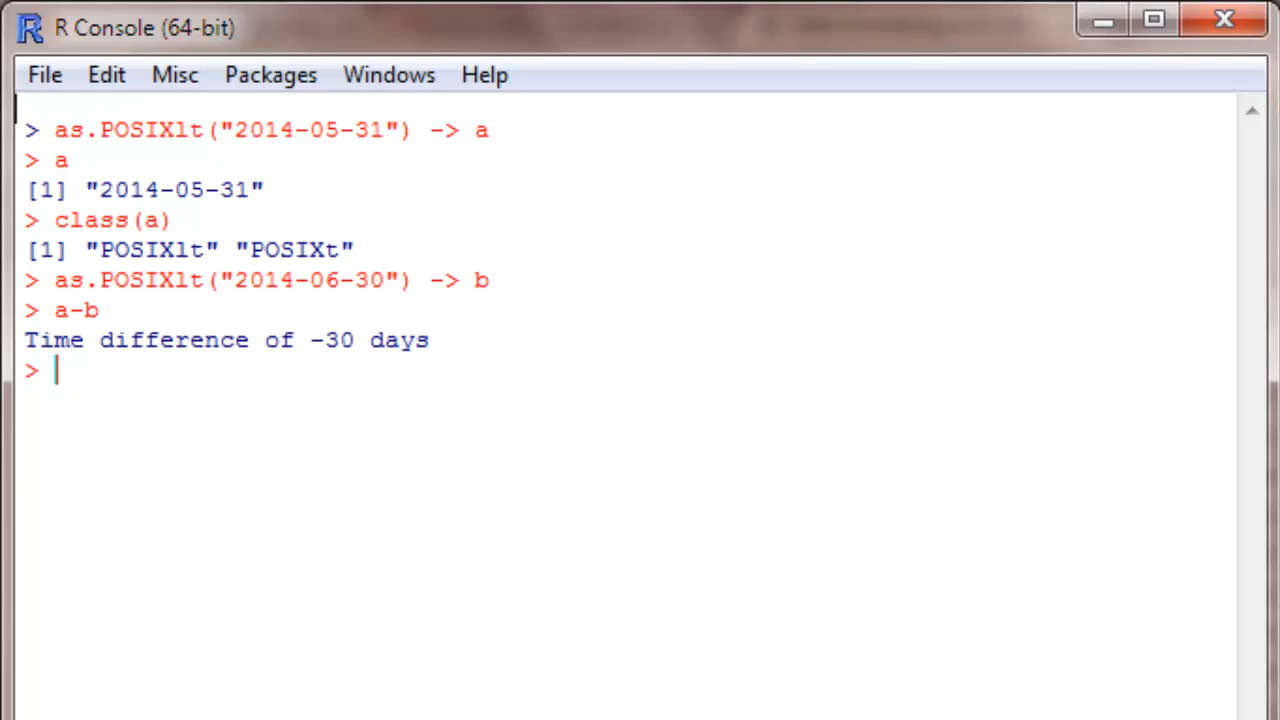 R Console (64-bit)
File Edit Misc Packages Windows Help
> as.POSIXlt("2014-05-31") -> a
> a
[1] "2014-05-31"
> class(a)
[1] "POSIXlt" "POSIXt"
> as.POSIXlt("2014-06-30") -> b
> a-b
Time difference of -30 days
>